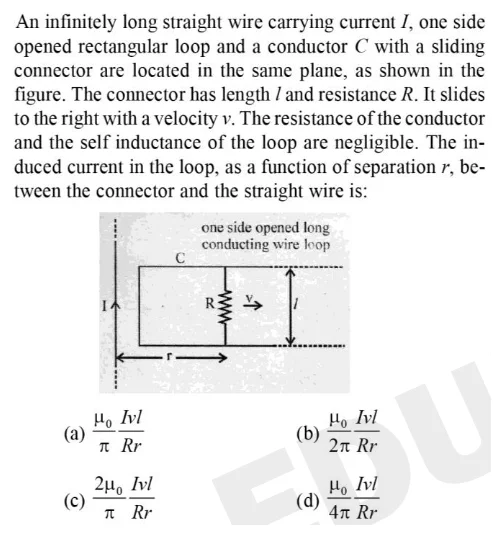 An infinitely long straight wire carrying current I, one side
opened rectangular loop and a conductor C with a sliding
connector are located in the same plane, as shown in the
figure. The connector has length l and resistance R. It slides
to the right with a velocity v. The resistance of the conductor
and the self inductance of the loop are negligible. The in-
duced current in the loop, as a function of separation r, be-
tween the connector and the straight wire is:
one side opened long
conducting wire loop
C
I
R
v
l
r
(a) μ₀/π Ivl/Rr
(b) μ₀/2π Ivl/Rr
(c) 2μ₀/π Ivl/Rr
(d) μ₀/4π Ivl/Rr
EDU